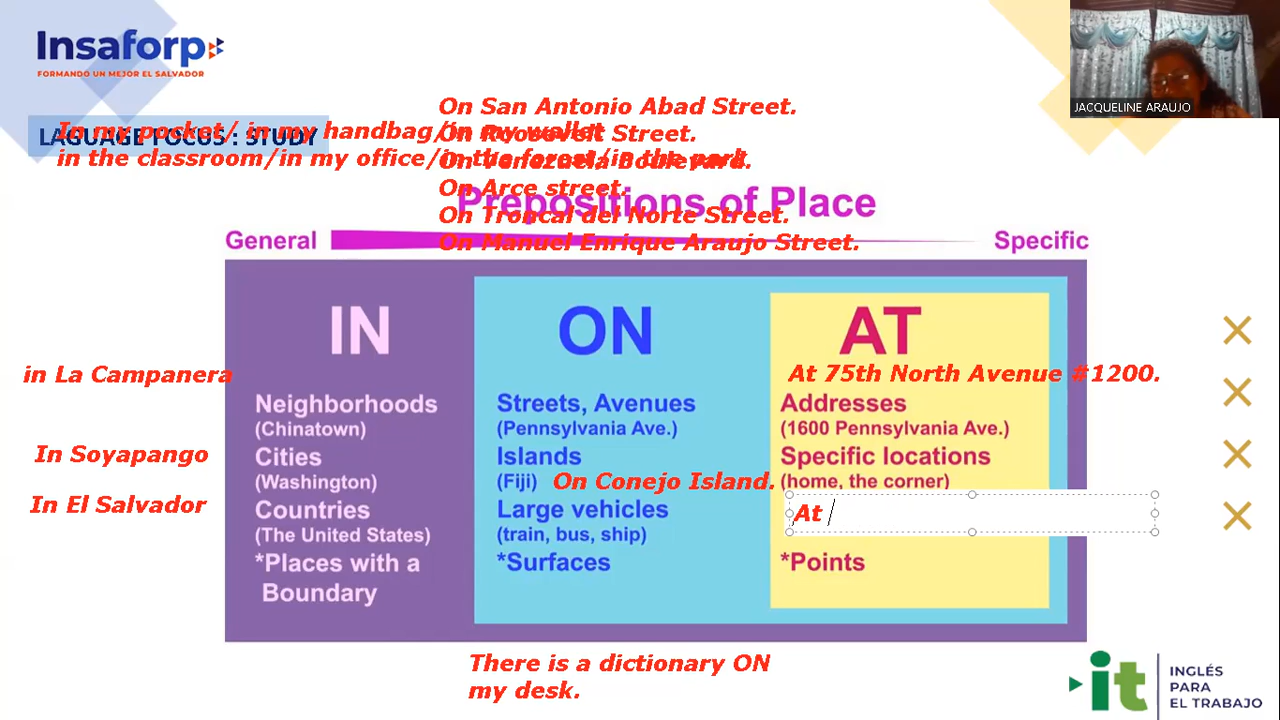 Insaforp
FORMANDO UN MEJOR EL SALVADOR
JACQUELINE ARAUJO
LAGUAGE FOCUS : STUDY
In my pocket/ in my handbag/in my wallet
in the classroom/in my office/in the forest/in the park.
On San Antonio Abad Street.
On Roosevelt Street.
On Venezuela Boulevard.
On Arce street.
On Troncal del Norte Street.
On Manuel Enrique Araujo Street.
Prepositions of Place
General
Specific
IN
ON
AT
in La Campanera
In Soyapango
In El Salvador
Neighborhoods
(Chinatown)
Cities
(Washington)
Countries
(The United States)
*Places with a
Boundary
Streets, Avenues
(Pennsylvania Ave.)
Islands
(Fiji)
On Conejo Island.
Large vehicles
(train, bus, ship)
*Surfaces
At 75th North Avenue #1200.
Addresses
(1600 Pennsylvania Ave.)
Specific locations
(home, the corner)
At
*Points
There is a dictionary ON
my desk.
it
INGLÉS
PARA
EL TRABAJO